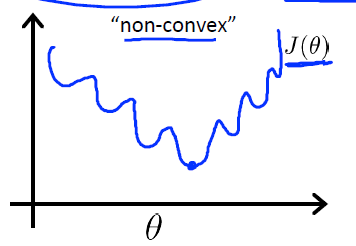 “non-convex”
J(θ)
θ